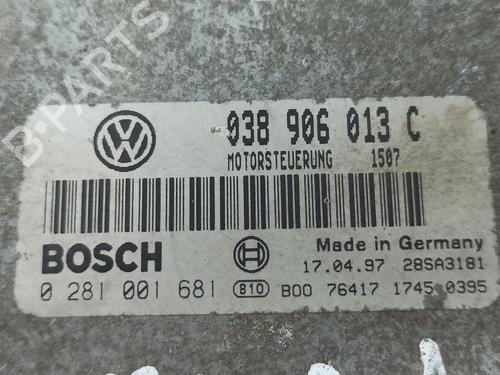 B-PARTS
038 906 013 C
MOTORSTEUERUNG 1507
BOSCH
Made in Germany
17.04.97 28SA3181
0 281 001 681 810 B00 76417 1745 0395